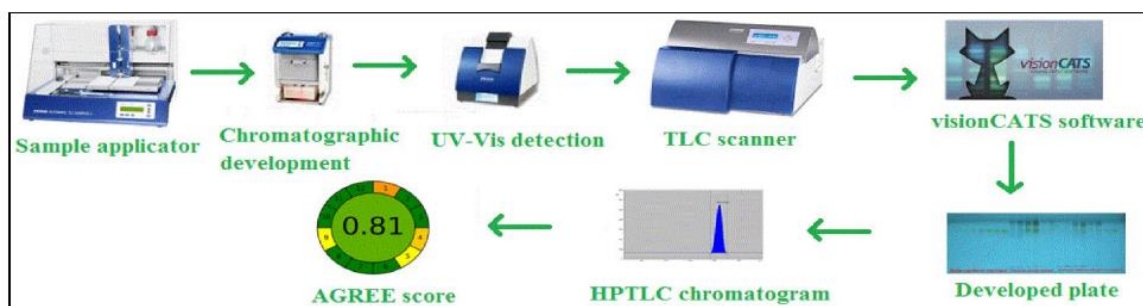 visionCATS
Sample applicator
Chromatographic
development
UV-Vis detection
TLC scanner
visionCATS software
0.81
AGREE score
HPTLC chromatogram
Developed plate